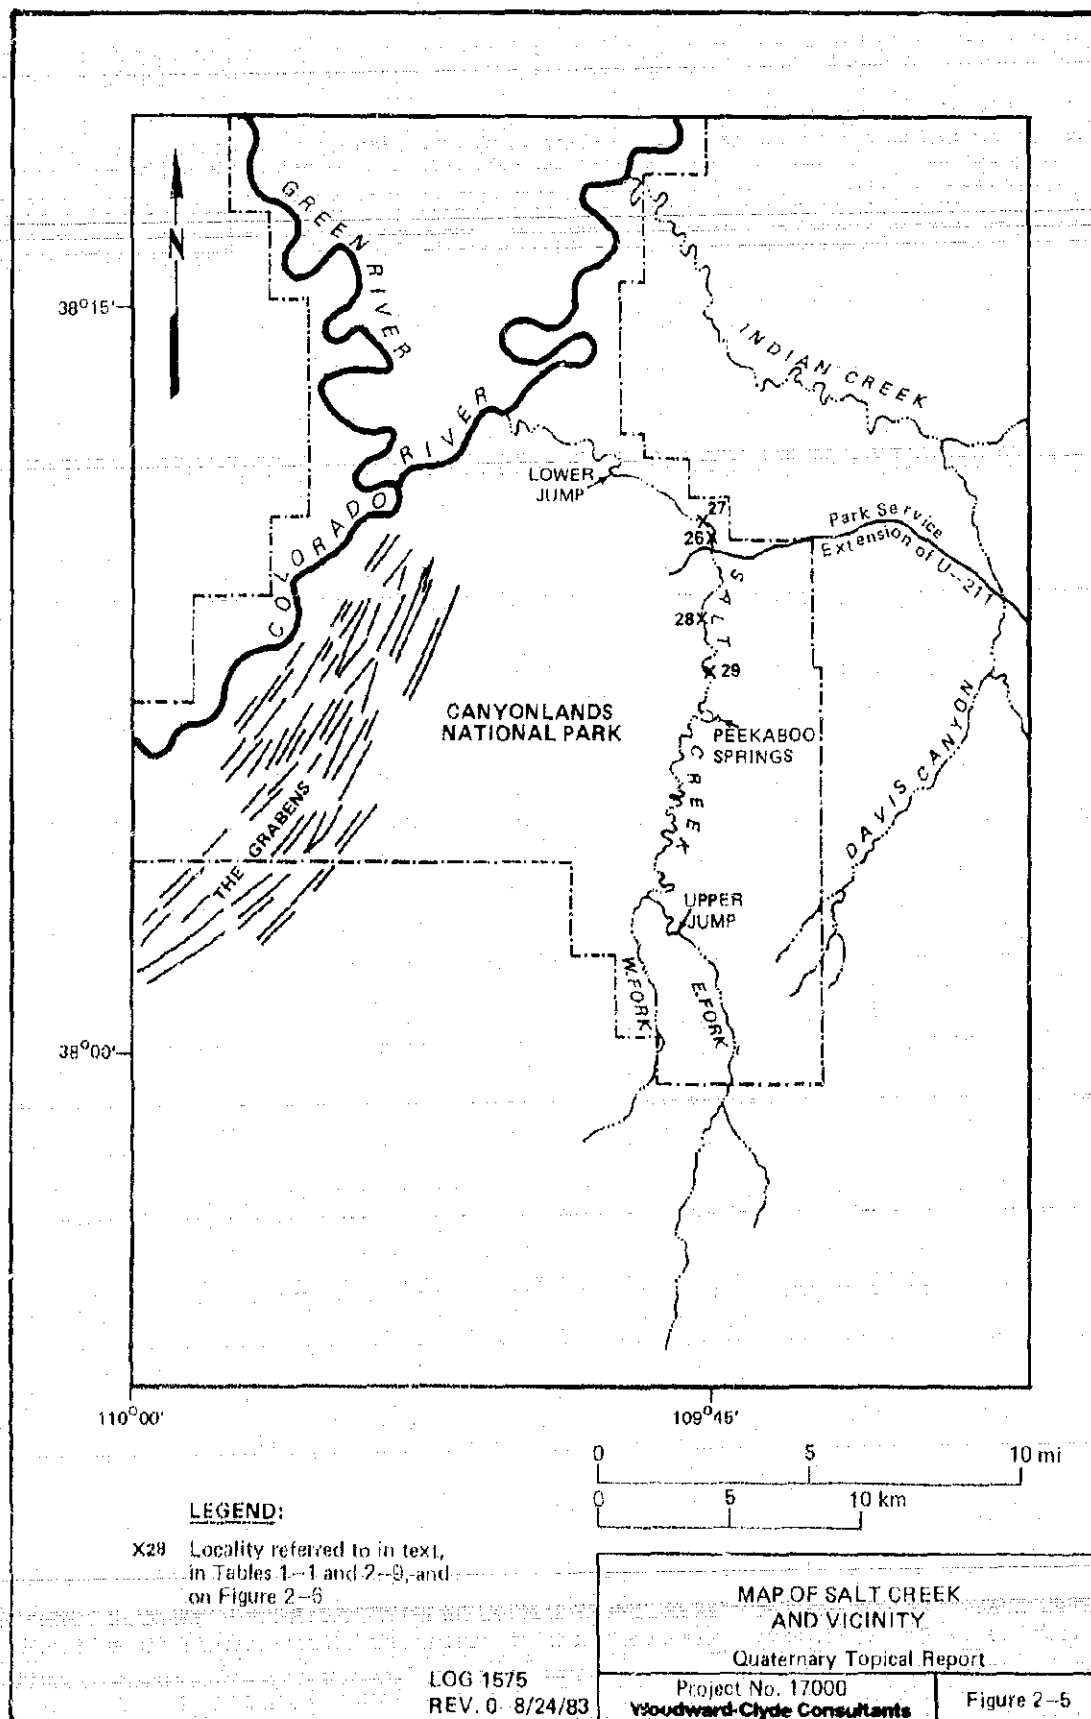 N
GREEN RIVER
38°15'
INDIAN CREEK
COLORADO RIVER
LOWER
JUMP
27
26
Park Service
Extension of U-211
SALT CREEK
28
29
CANYONLANDS
NATIONAL PARK
PEEKABOO
SPRINGS
DAVIS CANYON
THE GRABENS
UPPER
JUMP
W. FORK
E. FORK
38°00'
110°00'
109°45'
0 5 10 mi
0 5 10 km
LEGEND:
X29 Locality referred to in text,
in Tables 1-1 and 2-9, and
on Figure 2-6
MAP OF SALT CREEK
AND VICINITY
Quaternary Topical Report
Project No. 17000
Woodward-Clyde Consultants
Figure 2-5
LOG 1575
REV. 0 8/24/83